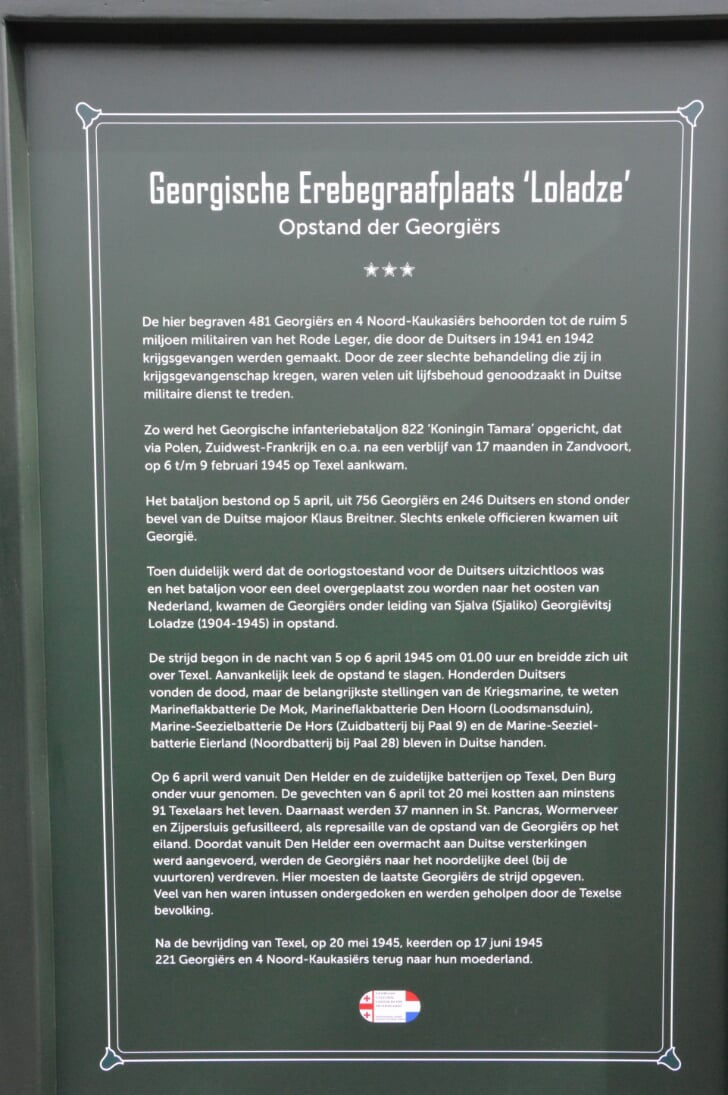 Georgische Erebegraafplaats ‘Loladze’
Opstand der Georgiërs
De hier begraven 481 Georgiërs en 4 Noord-Kaukasiërs behoorden tot de ruim 5
miljoen militairen van het Rode Leger, die door de Duitsers in 1941 en 1942
krijgsgevangen werden gemaakt. Door de zeer slechte behandeling die zij in
krijgsgevangenschap kregen, waren velen uit lijfsbehoud genoodzaakt in Duitse
militaire dienst te treden.
Zo werd het Georgische infanteriebataljon 822 ‘Koningin Tamara’ opgericht, dat
via Polen, Zuidwest-Frankrijk en o.a. na een verblijf van 17 maanden in Zandvoort,
op 6 t/m 9 februari 1945 op Texel aankwam.
Het bataljon bestond op 5 april, uit 756 Georgiërs en 246 Duitsers en stond onder
bevel van de Duitse majoor Klaus Breitner. Slechts enkele officieren kwamen uit
Georgië.
Toen duidelijk werd dat de oorlogstoestand voor de Duitsers uitzichtloos was
en het bataljon voor een deel overgeplaatst zou worden naar het oosten van
Nederland, kwamen de Georgiërs onder leiding van Sjalva (Sjaliko) Georgiëvitsj
Loladze (1904-1945) in opstand.
De strijd begon in de nacht van 5 op 6 april 1945 om 01.00 uur en breidde zich uit
over Texel. Aanvankelijk leek de opstand te slagen. Honderden Duitsers
vonden de dood, maar de belangrijkste stellingen van de Kriegsmarine, te weten
Marineflakbatterie De Mok, Marineflakbatterie Den Hoorn (Loodsmansduin),
Marine-Seezielbatterie De Hors (Zuidbatterij bij Paal 9) en de Marine-Seeziel-
batterie Eierland (Noordbatterij bij Paal 28) bleven in Duitse handen.
Op 6 april werd vanuit Den Helder en de zuidelijke batterijen op Texel, Den Burg
onder vuur genomen. De gevechten van 6 april tot 20 mei kostten aan minstens
91 Texelaars het leven. Daarnaast werden 37 mannen in St. Pancras, Wormerveer
en Zijpersluis gefusilleerd, als represaille van de opstand van de Georgiërs op het
eiland. Doordat vanuit Den Helder een overmacht aan Duitse versterkingen
werd aangevoerd, werden de Georgiërs naar het noordelijke deel (bij de
vuurtoren) verdreven. Hier moesten de laatste Georgiërs de strijd opgeven.
Veel van hen waren intussen ondergedoken en werden geholpen door de Texelse
bevolking.
Na de bevrijding van Texel, op 20 mei 1945, keerden op 17 juni 1945
221 Georgiërs en 4 Noord-Kaukasiërs terug naar hun moederland.